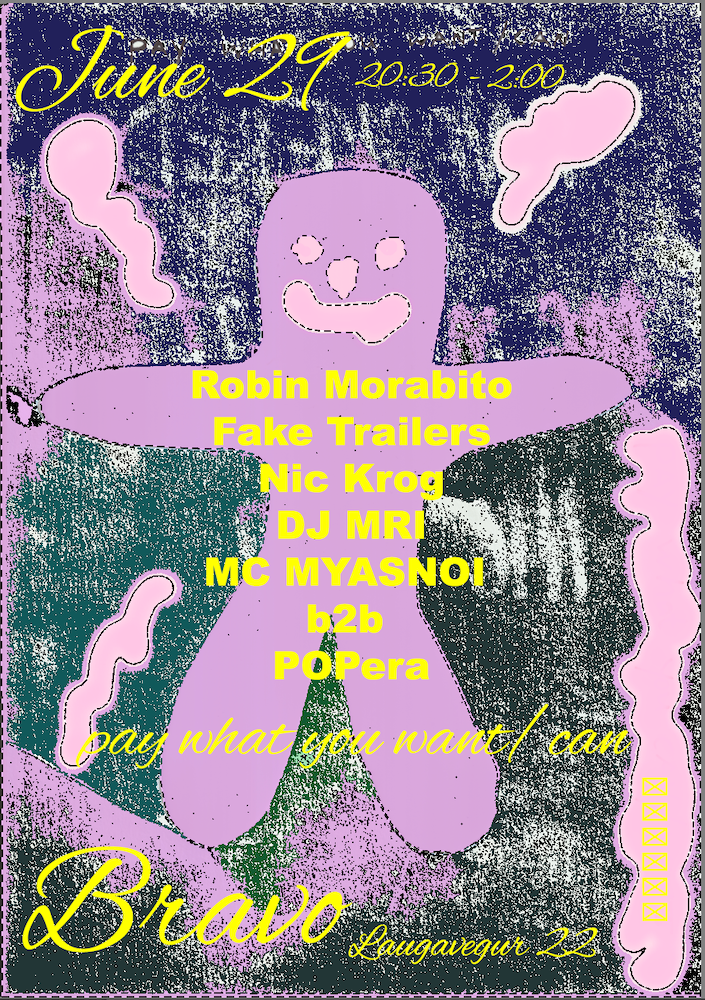 June 29 20:30 - 2:00
Robin Morabito
Fake Trailers
Nic Krog
DJ MRI
MC MYASNOI
b2b
POPera
pay what you want/can
Bravo Laugavegur 22